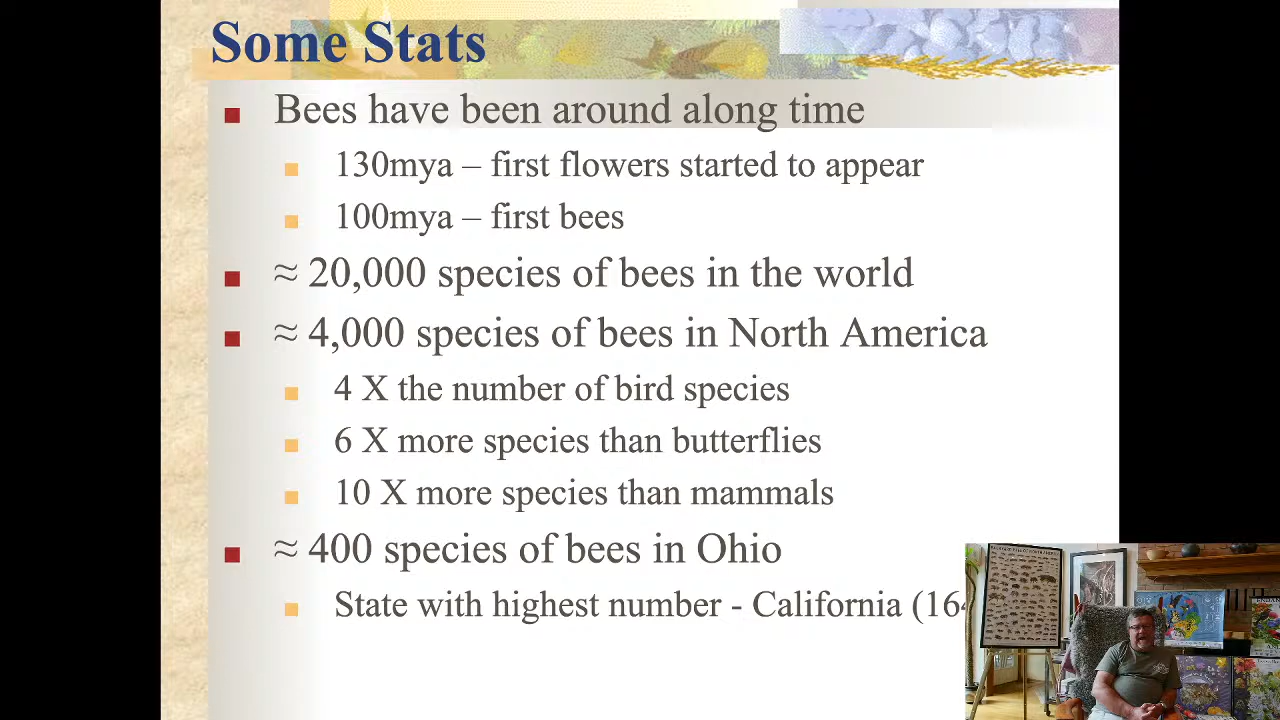 Some Stats
Bees have been around along time
130mya – first flowers started to appear
100mya – first bees
≈ 20,000 species of bees in the world
≈ 4,000 species of bees in North America
4 X the number of bird species
6 X more species than butterflies
10 X more species than mammals
≈ 400 species of bees in Ohio
State with highest number - California (164